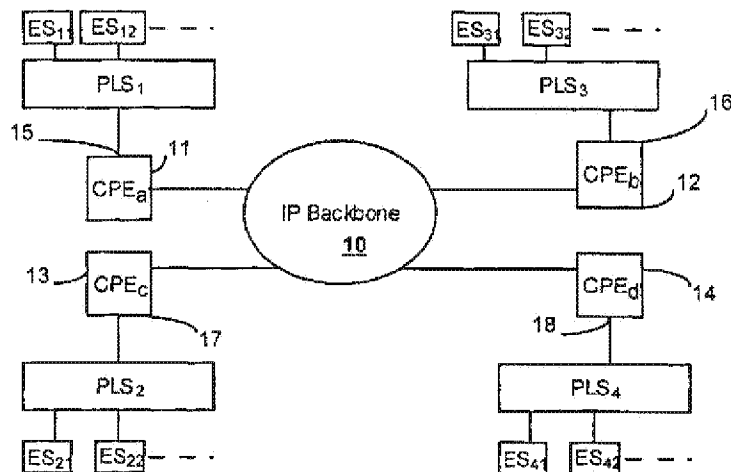 ES11 ES12
ES31 ES32
PLS1
PLS3
15
11
16
CPEa
CPEb
12
IP Backbone
10
13
CPEc
CPEd
14
17
18
PLS2
PLS4
ES21 ES22
ES41 ES42